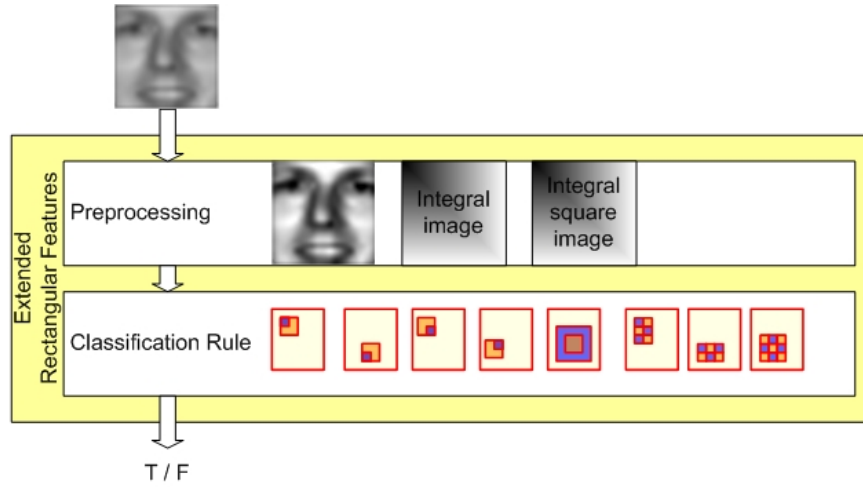 Extended
Rectangular Features
Preprocessing
Integral
image
Integral
square
image
Classification Rule
T / F